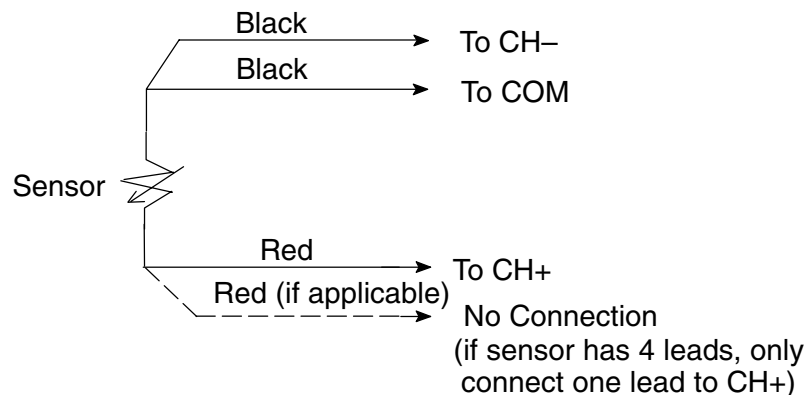 Black
To CH–
Black
To COM
Sensor
Red
To CH+
Red (if applicable)
No Connection
(if sensor has 4 leads, only
connect one lead to CH+)